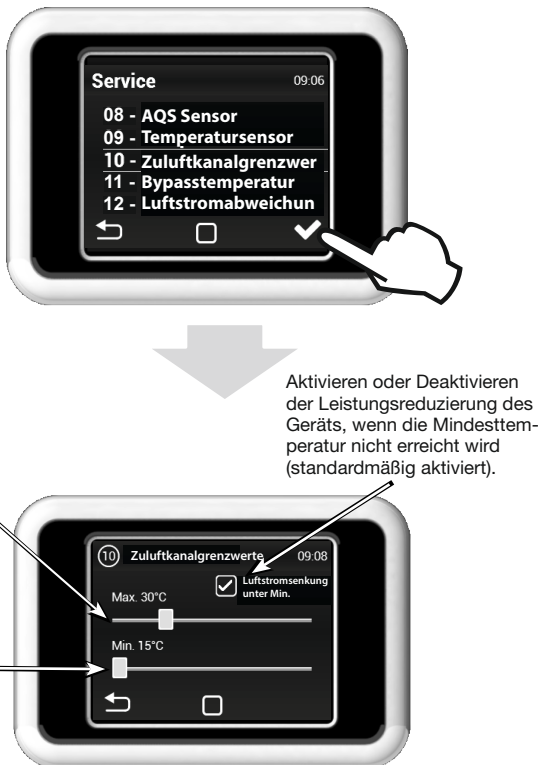 Service 09:06
08 - AQS Sensor
09 - Temperatursensor
10 - Zuluftkanalgrenzwer
11 - Bypasstemperatur
12 - Luftstromabweichun
Aktivieren oder Deaktivieren
der Leistungsreduzierung des
Geräts, wenn die Mindesttem-
peratur nicht erreicht wird
(standardmäßig aktiviert).
10 Zuluftkanalgrenzwerte 09:08
Luftstromsenkung
unter Min.
Max. 30°C
Min. 15°C